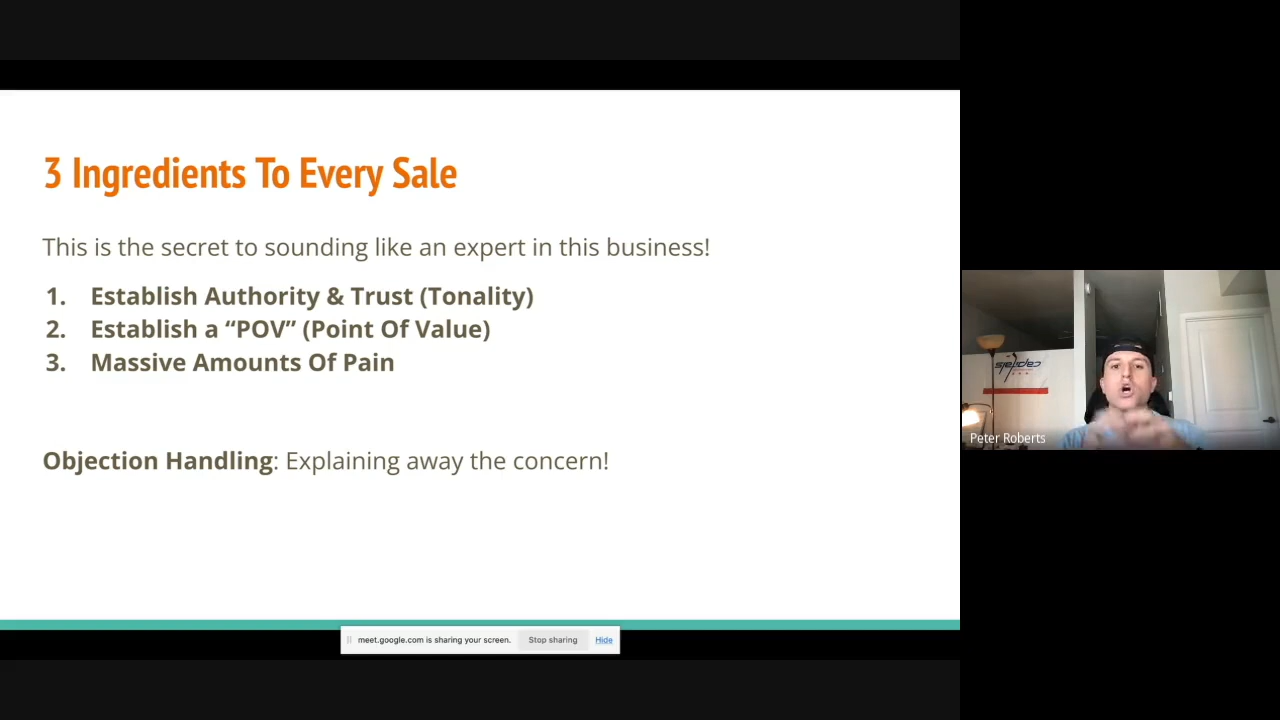 3 Ingredients To Every Sale
This is the secret to sounding like an expert in this business!
1. Establish Authority & Trust (Tonality)
2. Establish a “POV” (Point Of Value)
3. Massive Amounts Of Pain
Objection Handling: Explaining away the concern!
meet.google.com is sharing your screen. Stop sharing Hide
Peter Roberts